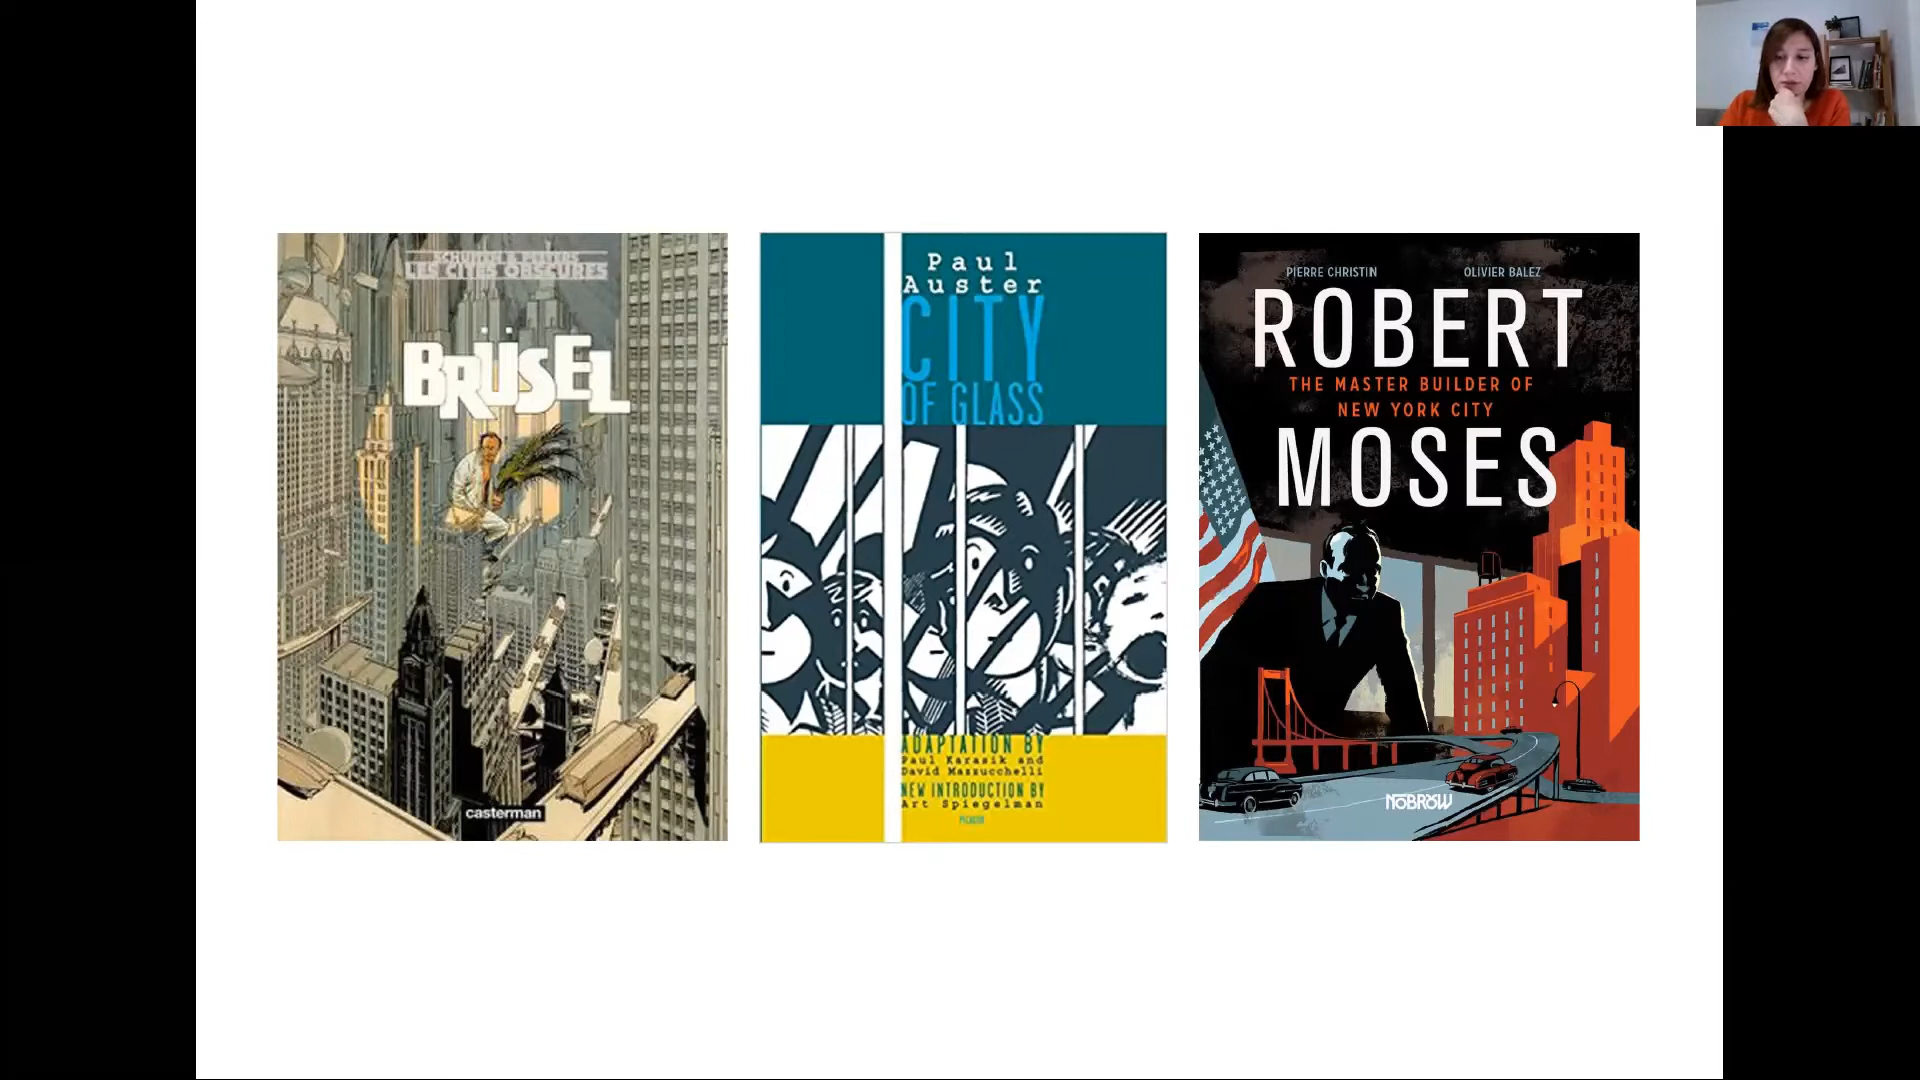 SCHUITEN & PEETERS
LES CITÉS OBSCURES
BRÜSEL
casterman
Paul
Auster
CITY
OF GLASS
ADAPTATION BY
Paul Karasik and
David Mazzucchelli
NEW INTRODUCTION BY
Art Spiegelman
PICADOR
PIERRE CHRISTIN OLIVIER BALEZ
ROBERT
THE MASTER BUILDER OF
NEW YORK CITY
MOSES
NOBROW